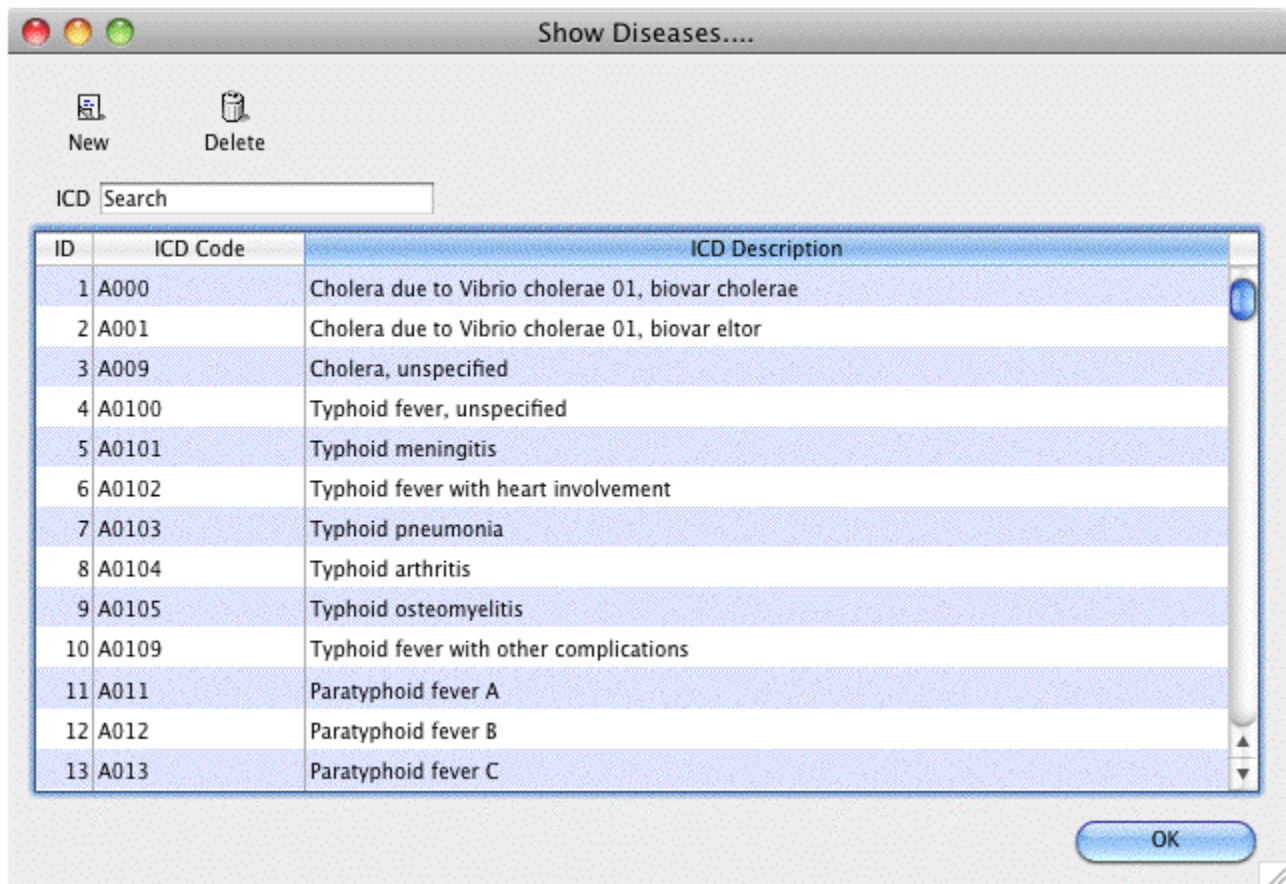 Show Diseases....
New Delete
ICD Search
ID ICD Code ICD Description
1 A000 Cholera due to Vibrio cholerae 01, biovar cholerae
2 A001 Cholera due to Vibrio cholerae 01, biovar eltor
3 A009 Cholera, unspecified
4 A0100 Typhoid fever, unspecified
5 A0101 Typhoid meningitis
6 A0102 Typhoid fever with heart involvement
7 A0103 Typhoid pneumonia
8 A0104 Typhoid arthritis
9 A0105 Typhoid osteomyelitis
10 A0109 Typhoid fever with other complications
11 A011 Paratyphoid fever A
12 A012 Paratyphoid fever B
13 A013 Paratyphoid fever C
OK